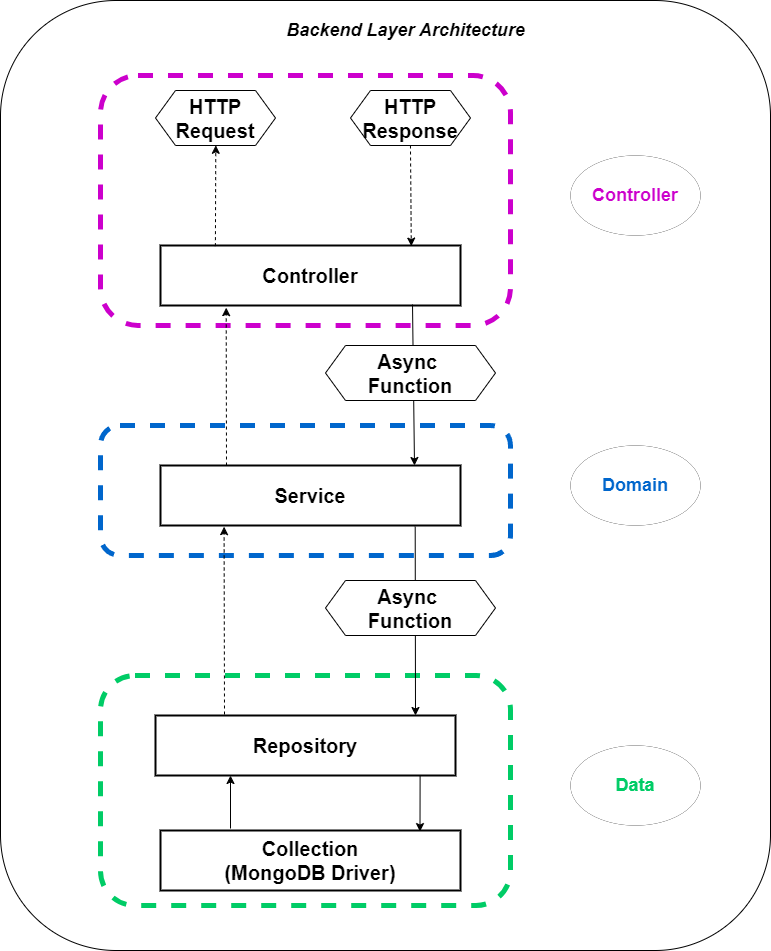 Backend Layer Architecture
HTTP
Request
HTTP
Response
Controller
Controller
Async
Function
Service
Domain
Async
Function
Repository
Data
Collection
(MongoDB Driver)